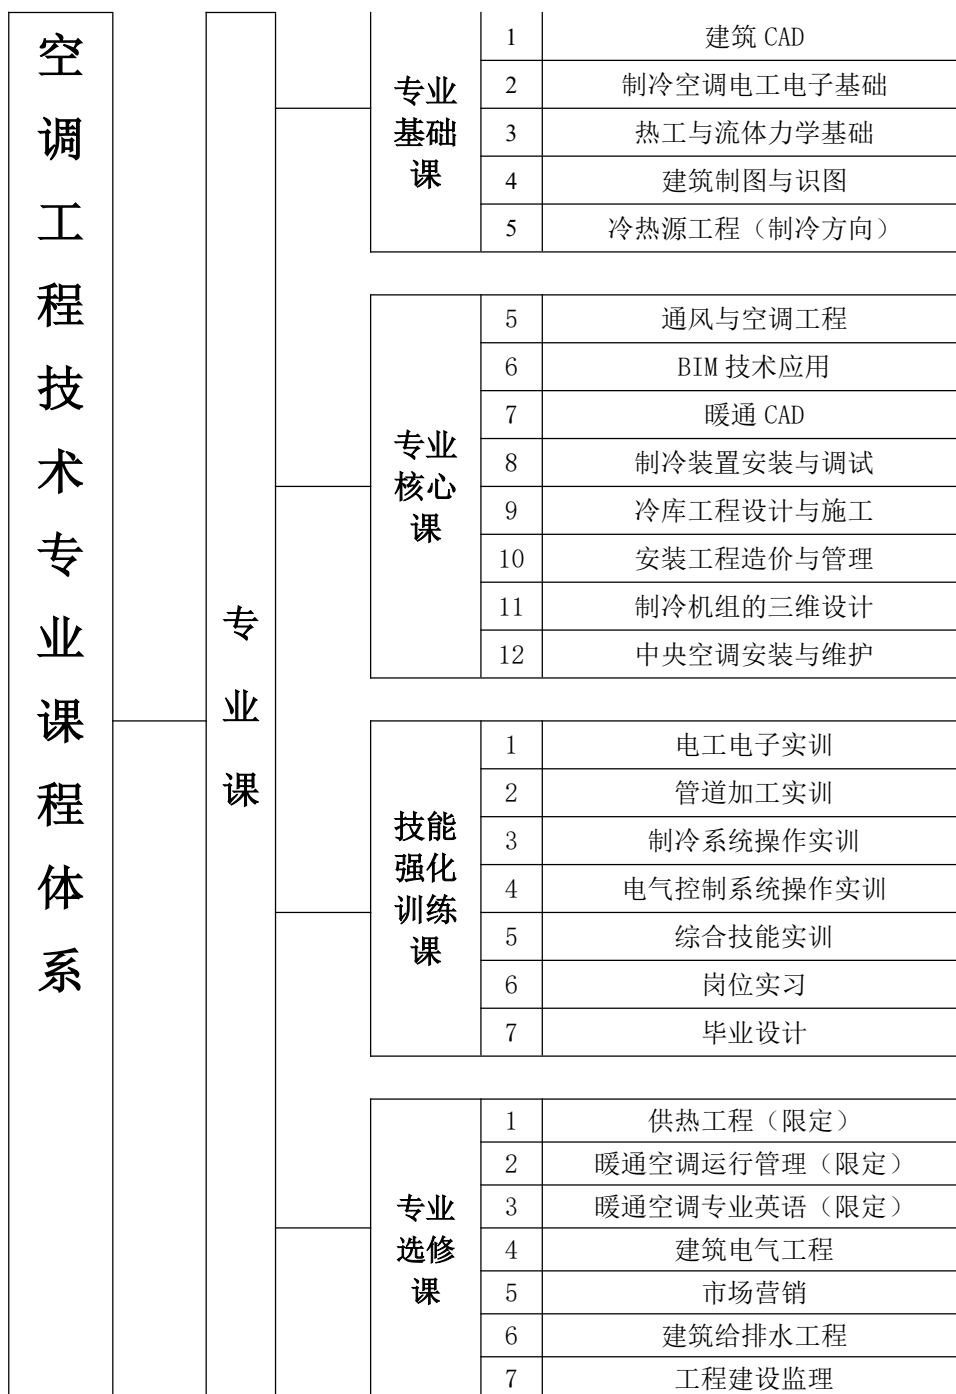 空调工程技术专业课程体系
专业课
专业基础课
1 建筑 CAD
2 制冷空调电工电子基础
3 热工与流体力学基础
4 建筑制图与识图
5 冷热源工程（制冷方向）
专业核心课
5 通风与空调工程
6 BIM 技术应用
7 暖通 CAD
8 制冷装置安装与调试
9 冷库工程设计与施工
10 安装工程造价与管理
11 制冷机组的三维设计
12 中央空调安装与维护
技能强化训练课
1 电工电子实训
2 管道加工实训
3 制冷系统操作实训
4 电气控制系统操作实训
5 综合技能实训
6 岗位实习
7 毕业设计
专业选修课
1 供热工程（限定）
2 暖通空调运行管理（限定）
3 暖通空调专业英语（限定）
4 建筑电气工程
5 市场营销
6 建筑给排水工程
7 工程建设监理